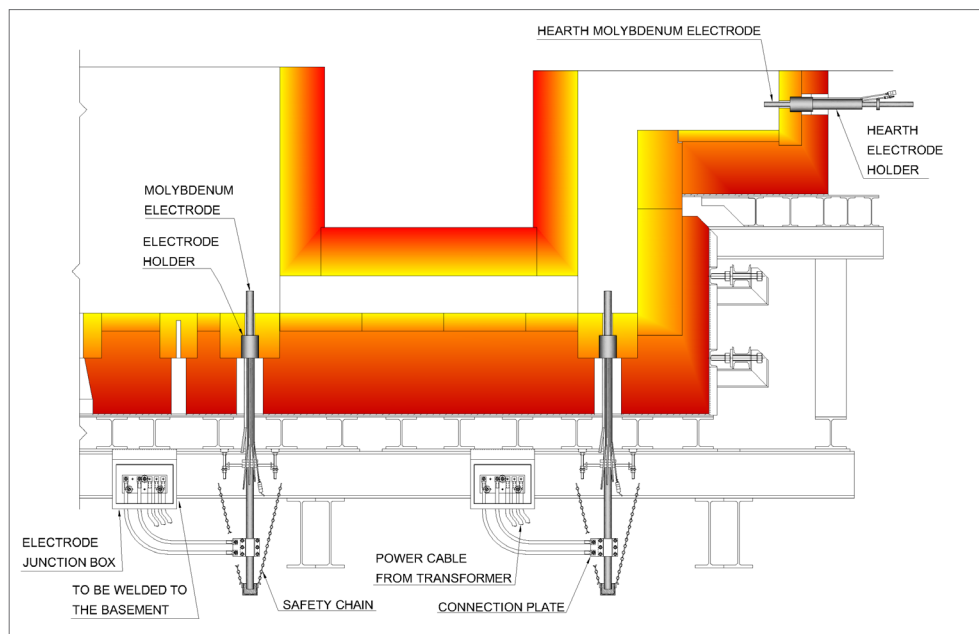 HEARTH MOLYBDENUM ELECTRODE
HEARTH
ELECTRODE
HOLDER
MOLYBDENUM
ELECTRODE
ELECTRODE
HOLDER
ELECTRODE
JUNCTION BOX
TO BE WELDED TO
THE BASEMENT
SAFETY CHAIN
POWER CABLE
FROM TRANSFORMER
CONNECTION PLATE